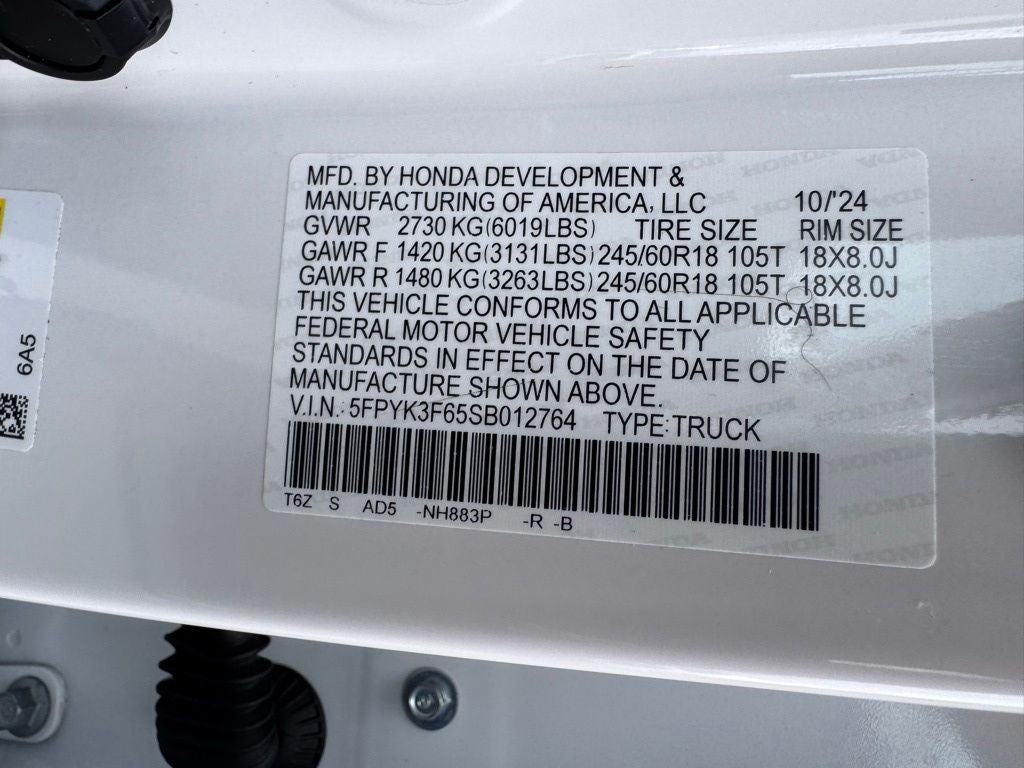 MFD. BY HONDA DEVELOPMENT &
MANUFACTURING OF AMERICA, LLC 10/'24
GVWR 2730 KG(6019LBS) TIRE SIZE RIM SIZE
GAWR F 1420 KG(3131LBS) 245/60R18 105T 18X8.0J
GAWR R 1480 KG(3263LBS) 245/60R18 105T 18X8.0J
THIS VEHICLE CONFORMS TO ALL APPLICABLE
FEDERAL MOTOR VEHICLE SAFETY
STANDARDS IN EFFECT ON THE DATE OF
MANUFACTURE SHOWN ABOVE.
V.I.N.: 5FPYK3F65SB012764 TYPE:TRUCK
T6Z S AD5 -NH883P -R -B
6A5